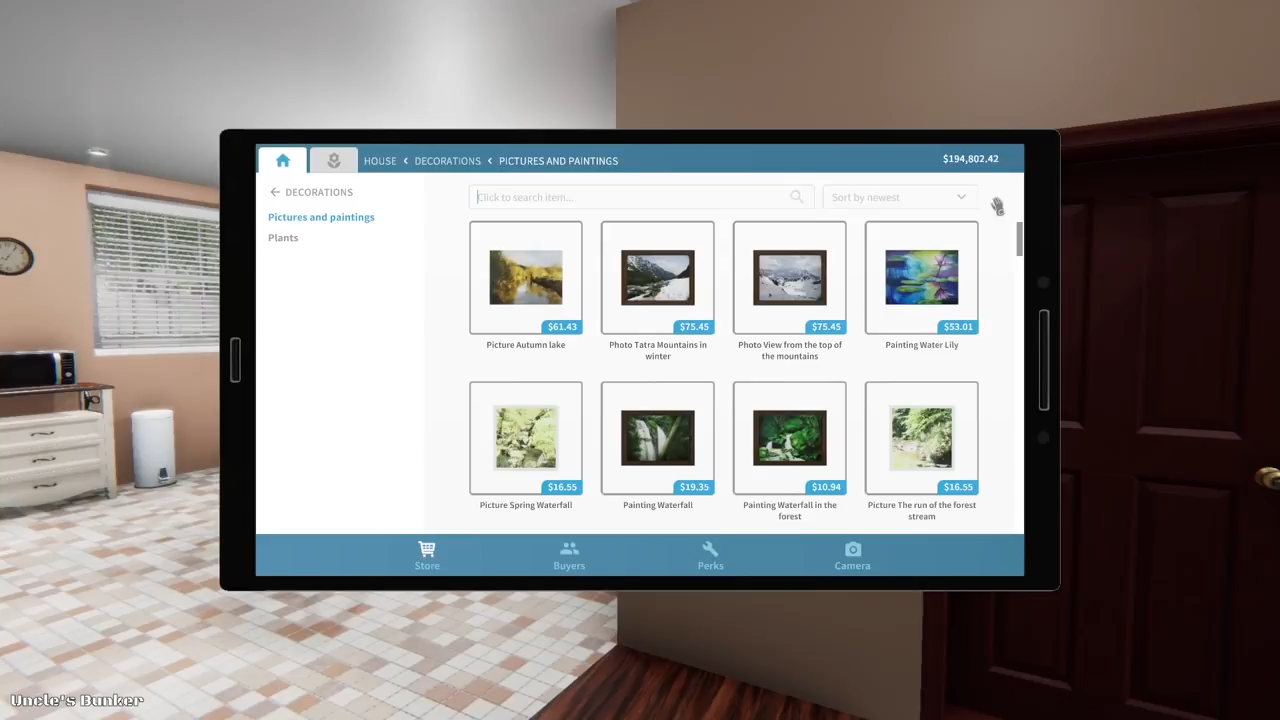 HOUSE < DECORATIONS < PICTURES AND PAINTINGS
$194,802.42
← DECORATIONS
Pictures and paintings
Plants
Click to search item...
Sort by newest
$61.43
$75.45
$75.45
$53.01
Picture Autumn lake
Photo Tatra Mountains in
winter
Photo View from the top of
the mountains
Painting Water Lily
$16.55
$19.35
$10.94
$16.55
Picture Spring Waterfall
Painting Waterfall
Painting Waterfall in the
forest
Picture The run of the forest
stream
Store
Buyers
Perks
Camera
Uncle's Bunker